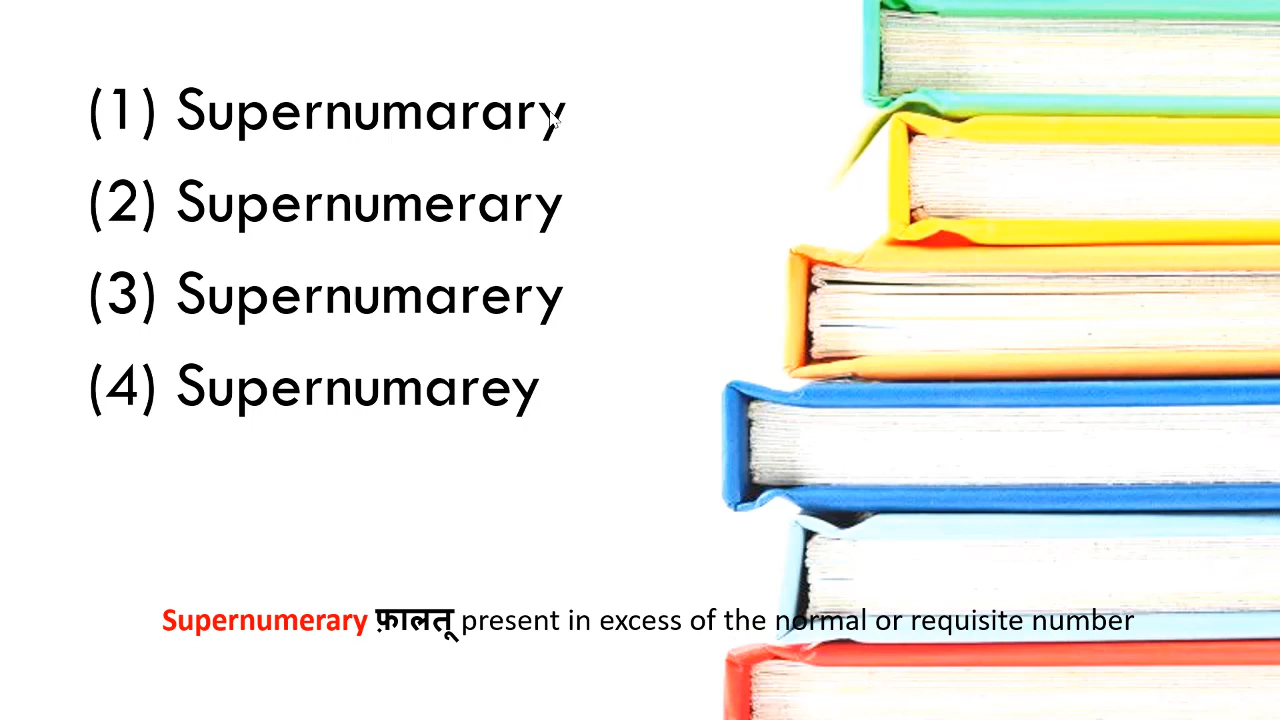 (1) Supernumarary
(2) Supernumerary
(3) Supernumarery
(4) Supernumarey
Supernumerary फ़ालतू present in excess of the normal or requisite number